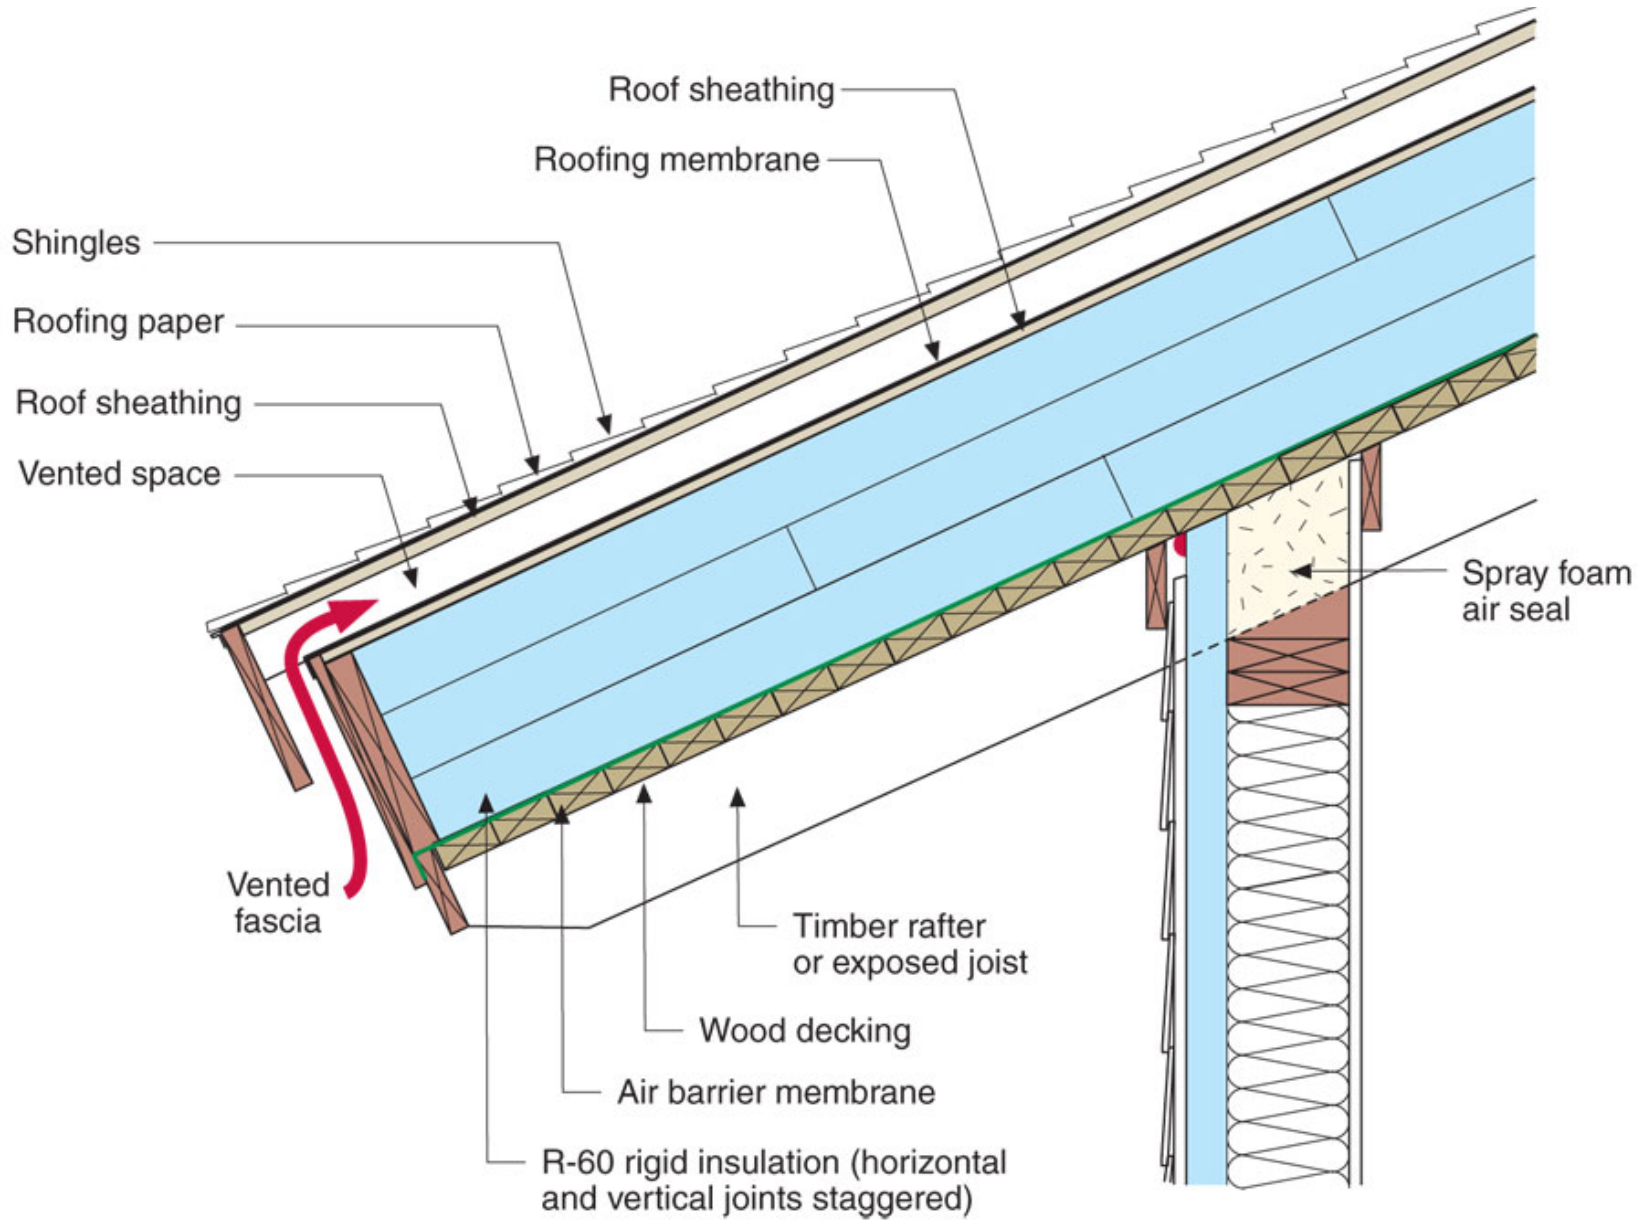 Roof sheathing
Roofing membrane
Shingles
Roofing paper
Roof sheathing
Vented space
Spray foam
air seal
Vented
fascia
Timber rafter
or exposed joist
Wood decking
Air barrier membrane
R-60 rigid insulation (horizontal
and vertical joints staggered)